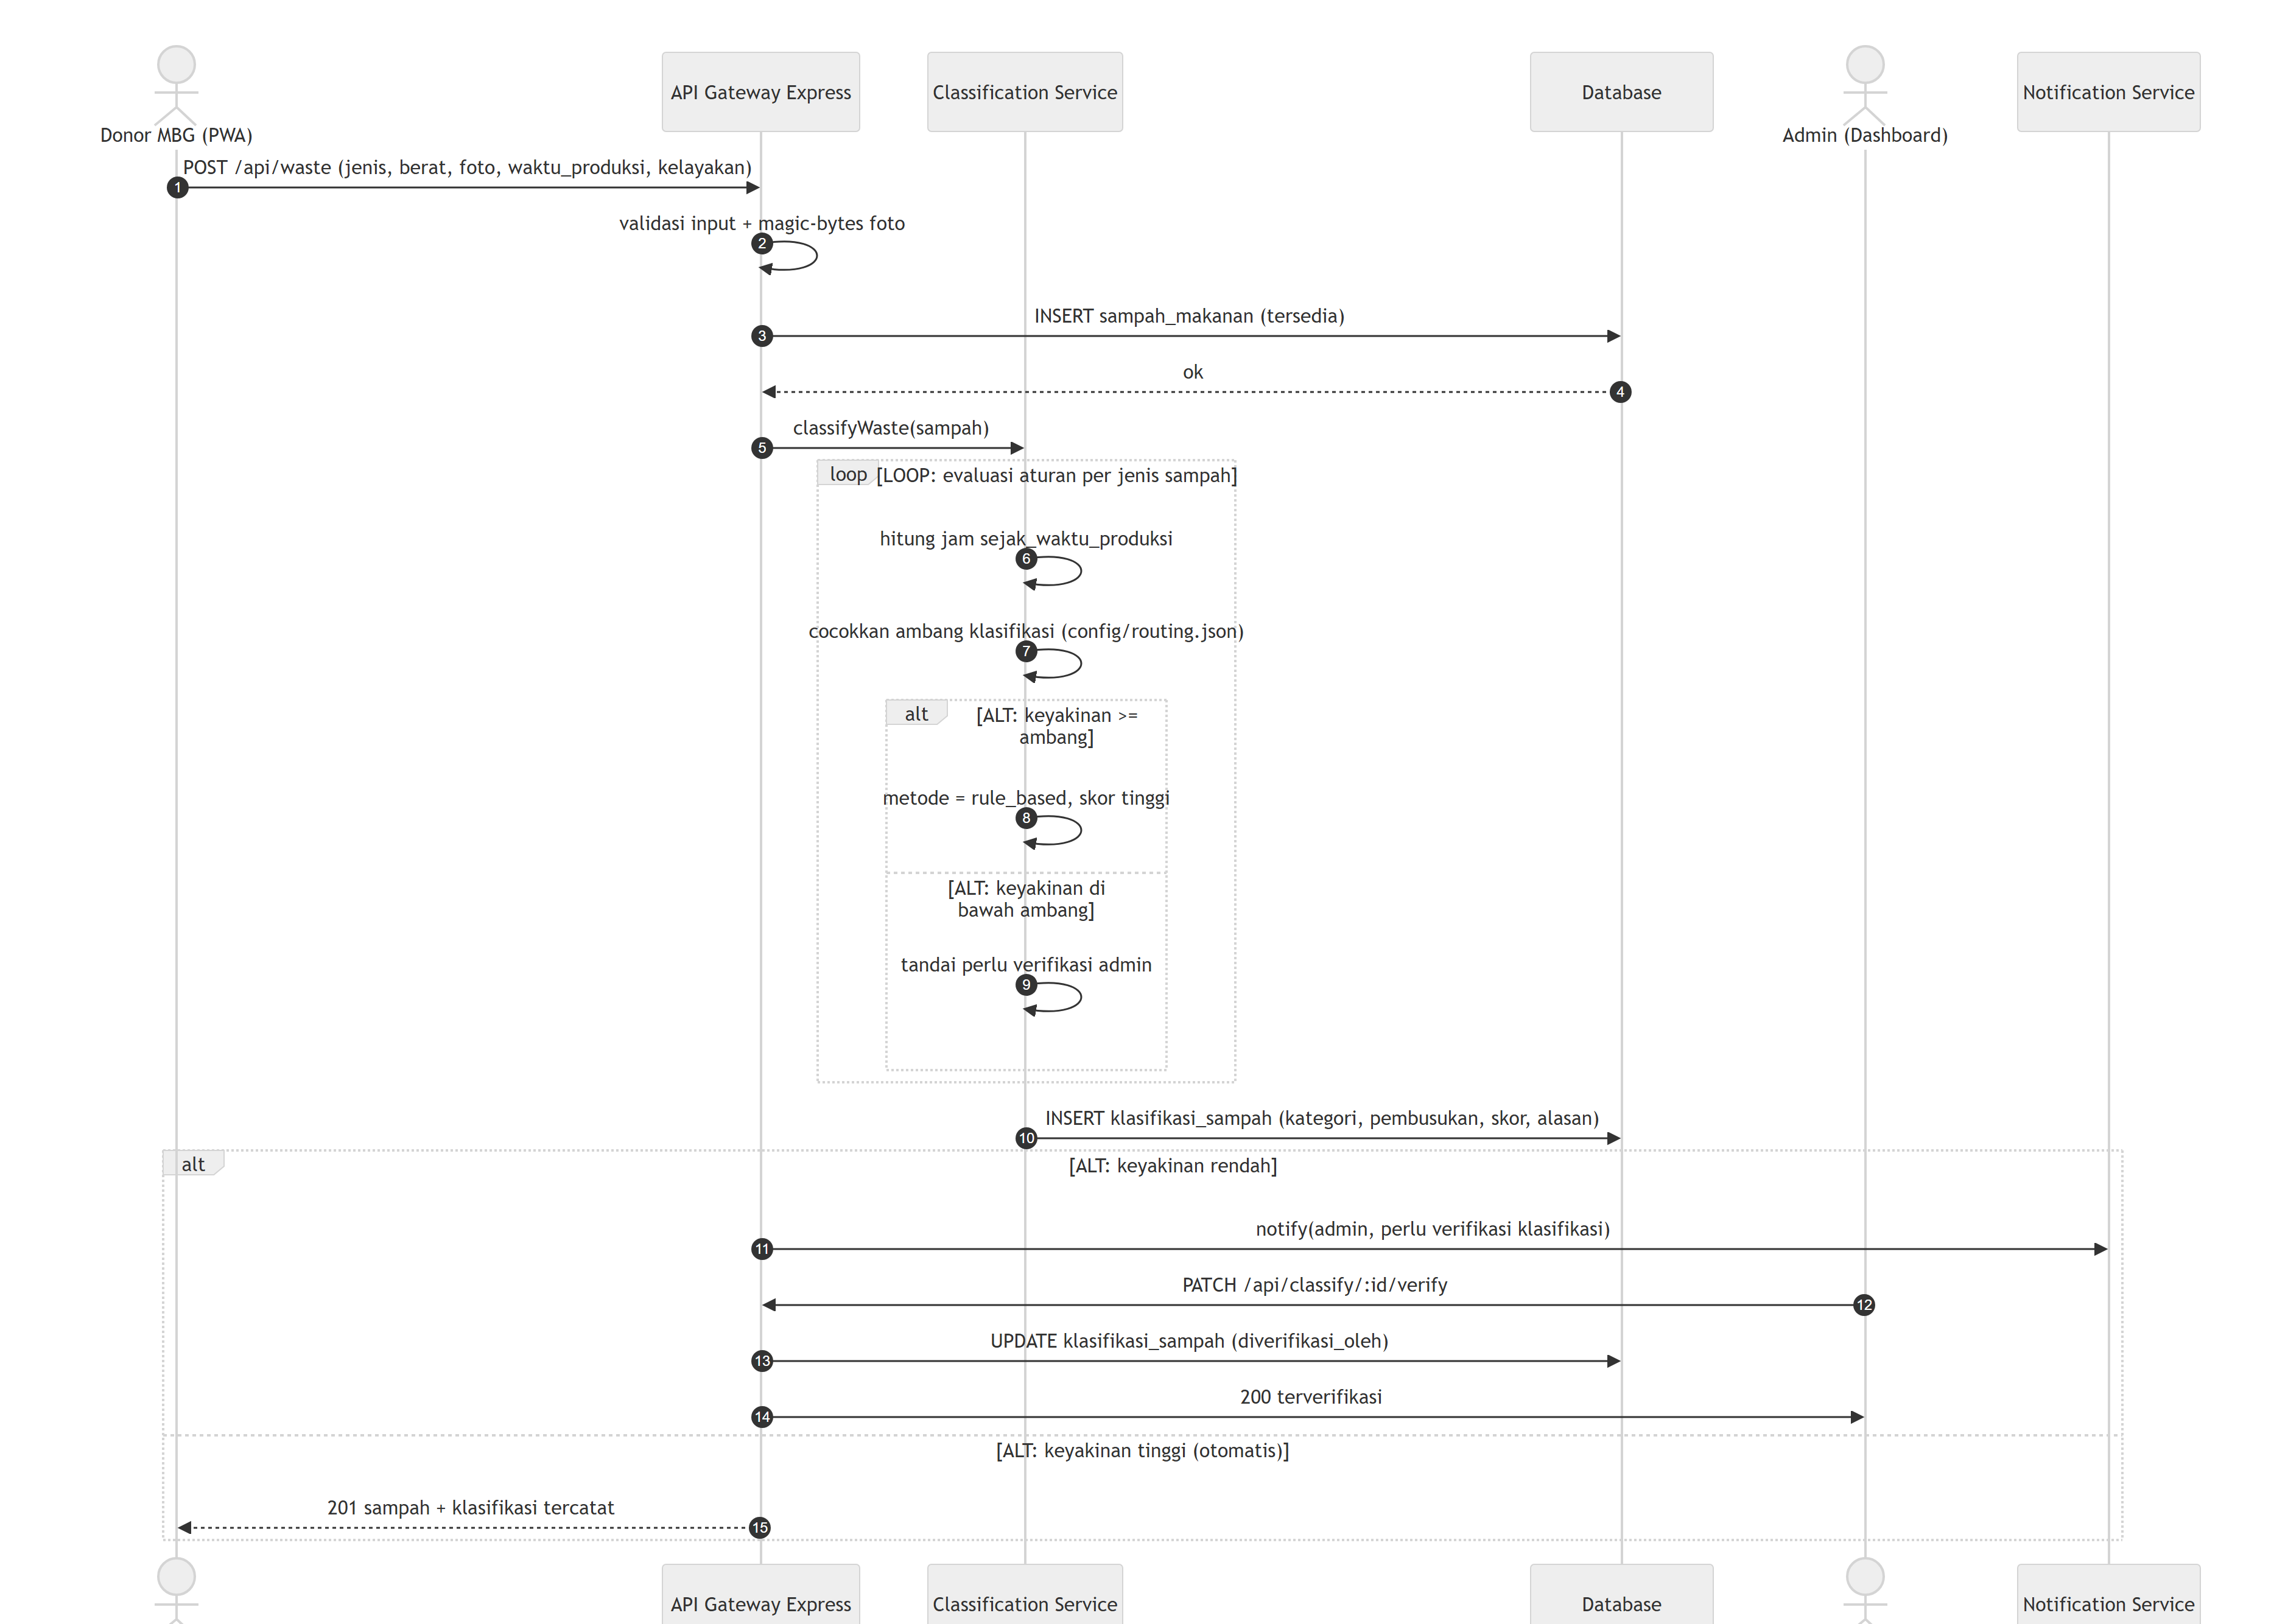 API Gateway Express
Classification Service
Database
Notification Service
Donor MBG (PWA)
Admin (Dashboard)
POST /api/waste (jenis, berat, foto, waktu_produksi, kelayakan)
1
validasi input + magic-bytes foto
2
INSERT sampah_makanan (tersedia)
3
ok
4
classifyWaste(sampah)
5
loop
[LOOP: evaluasi aturan per jenis sampah]
hitung jam sejak_waktu_produksi
6
cocokkan ambang klasifikasi (config/routing.json)
7
alt
[ALT: keyakinan >=
ambang]
metode = rule_based, skor tinggi
8
[ALT: keyakinan di
bawah ambang]
tandai perlu verifikasi admin
9
INSERT klasifikasi_sampah (kategori, pembusukan, skor, alasan)
10
alt
[ALT: keyakinan rendah]
notify(admin, perlu verifikasi klasifikasi)
11
PATCH /api/classify/:id/verify
12
UPDATE klasifikasi_sampah (diverifikasi_oleh)
13
200 terverifikasi
14
[ALT: keyakinan tinggi (otomatis)]
201 sampah + klasifikasi tercatat
15
API Gateway Express
Classification Service
Database
Notification Service